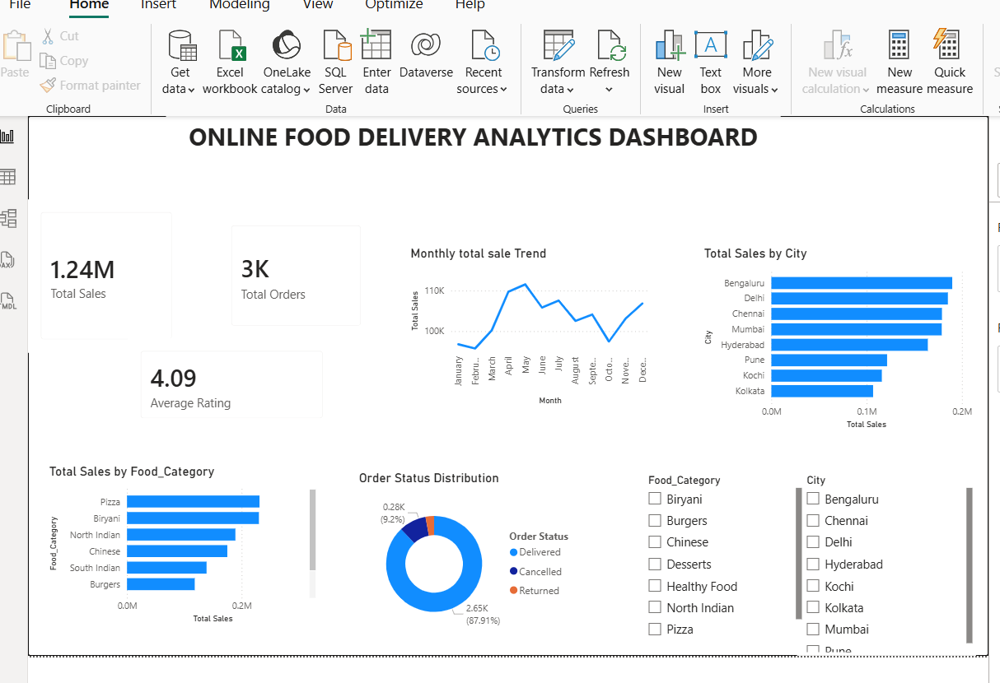 File Home Insert Modeling View Optimize Help
Paste
Cut
Copy
Format painter
Clipboard
Get data
Excel workbook
OneLake catalog
SQL Server
Enter data
Dataverse
Recent sources
Data
Transform data
Refresh
Queries
New visual
Text box
More visuals
Insert
New visual calculation
New measure
Quick measure
Calculations
ONLINE FOOD DELIVERY ANALYTICS DASHBOARD
1.24M
Total Sales
3K
Total Orders
4.09
Average Rating
Monthly total sale Trend
Total Sales
110K
100K
January
Febru...
March
April
May
June
July
August
Septe...
Octo...
Nove...
Dece...
Month
Total Sales by City
City
Bengaluru
Delhi
Chennai
Mumbai
Hyderabad
Pune
Kochi
Kolkata
0.0M 0.1M 0.2M
Total Sales
Total Sales by Food_Category
Food_Category
Pizza
Biryani
North Indian
Chinese
South Indian
Burgers
0.0M 0.2M
Total Sales
Order Status Distribution
0.28K
(9.2%)
2.65K
(87.91%)
Order Status
Delivered
Cancelled
Returned
Food_Category
Biryani
Burgers
Chinese
Desserts
Healthy Food
North Indian
Pizza
City
Bengaluru
Chennai
Delhi
Hyderabad
Kochi
Kolkata
Mumbai
Pune